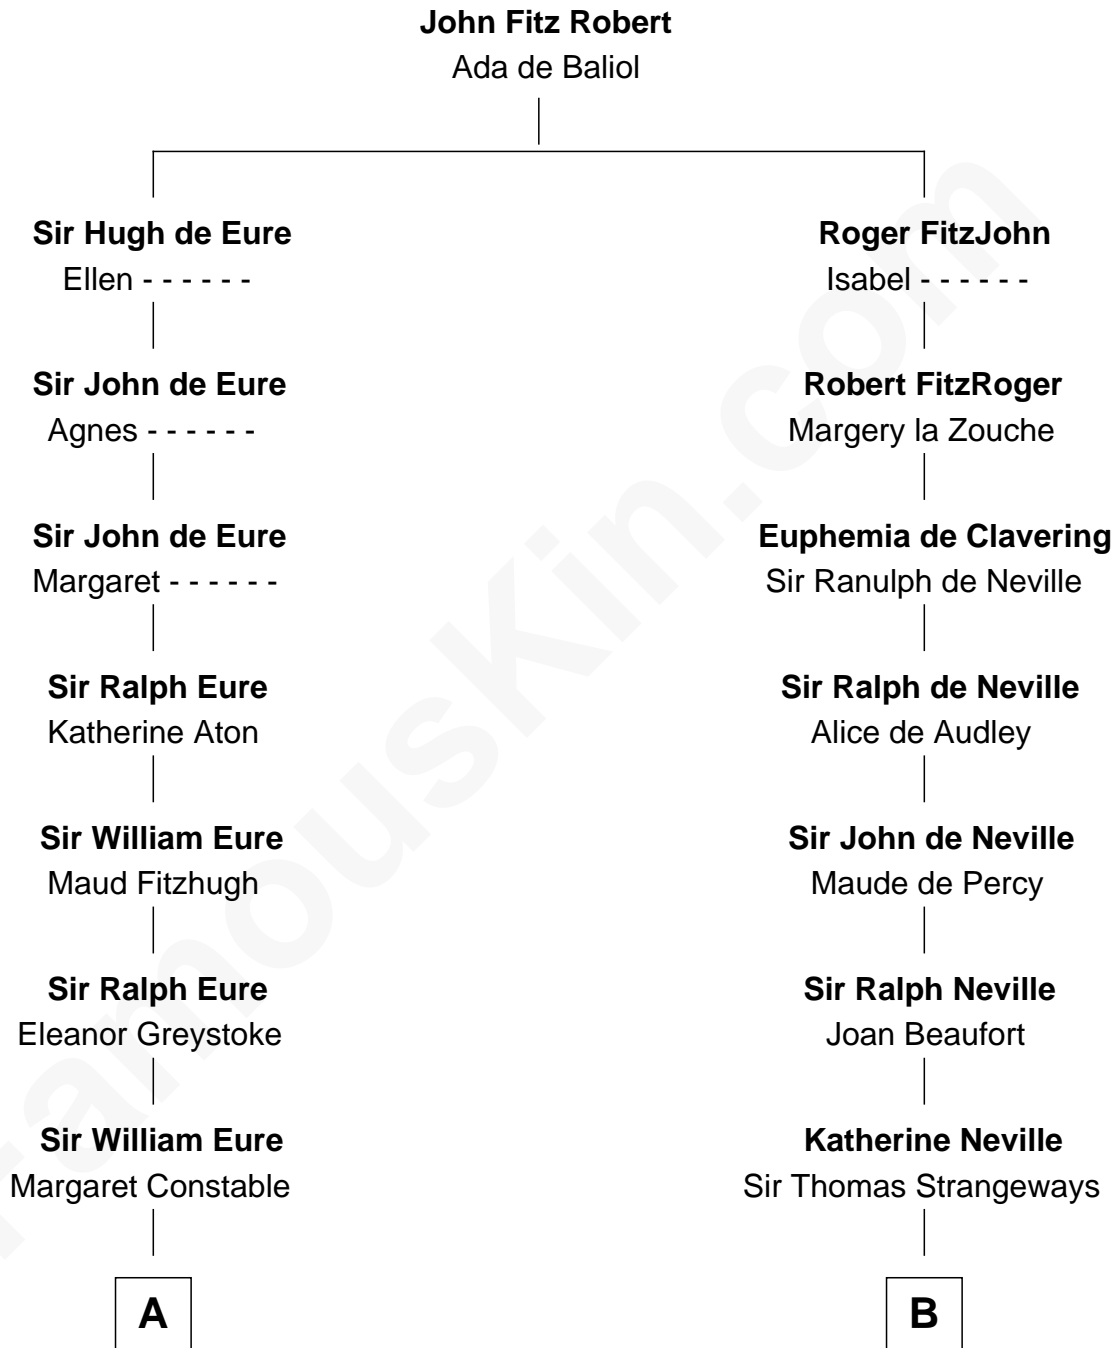 John Fitz Robert
Ada de Baliol
Sir Hugh de Eure
Ellen - - - - - -
Roger FitzJohn
Isabel - - - - - -
Sir John de Eure
Agnes - - - - - -
Robert FitzRoger
Margery la Zouche
Sir John de Eure
Margaret - - - - - -
Euphemia de Clavering
Sir Ranulph de Neville
Sir Ralph Eure
Katherine Aton
Sir Ralph de Neville
Alice de Audley
Sir William Eure
Maud Fitzhugh
Sir John de Neville
Maude de Percy
Sir Ralph Eure
Eleanor Greystoke
Sir Ralph Neville
Joan Beaufort
Sir William Eure
Margaret Constable
Katherine Neville
Sir Thomas Strangeways
A
B
FamousKin.com